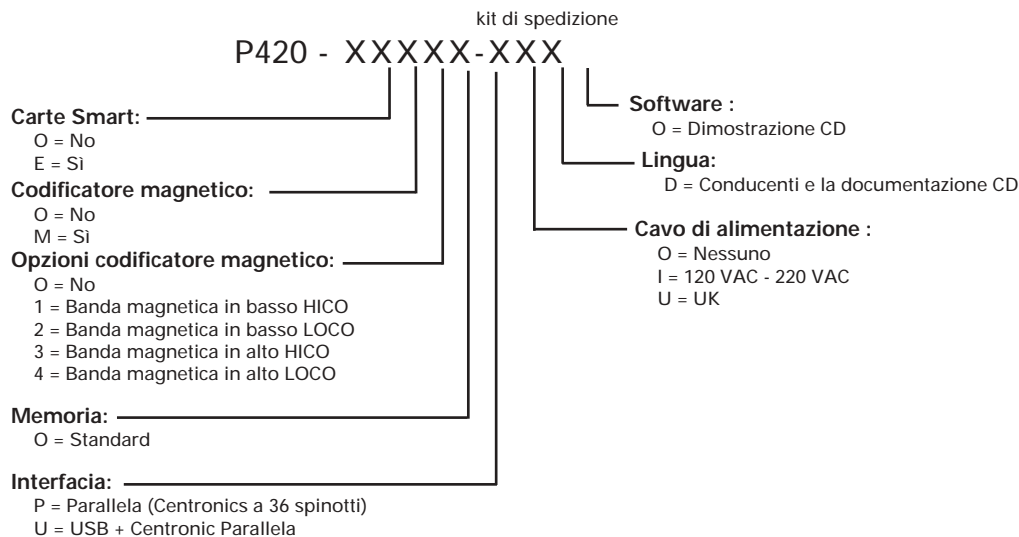 kit di spedizione
P420 - XXXXX-XXX
Carte Smart:
O = No
E = Sì
Codificatore magnetico:
O = No
M = Sì
Opzioni codificatore magnetico:
O = No
1 = Banda magnetica in basso HICO
2 = Banda magnetica in basso LOCO
3 = Banda magnetica in alto HICO
4 = Banda magnetica in alto LOCO
Memoria:
O = Standard
Interfacia:
P = Parallela (Centronics a 36 spinotti)
U = USB + Centronic Parallela
Software :
O = Dimostrazione CD
Lingua:
D = Conducenti e la documentazione CD
Cavo di alimentazione :
O = Nessuno
I = 120 VAC - 220 VAC
U = UK